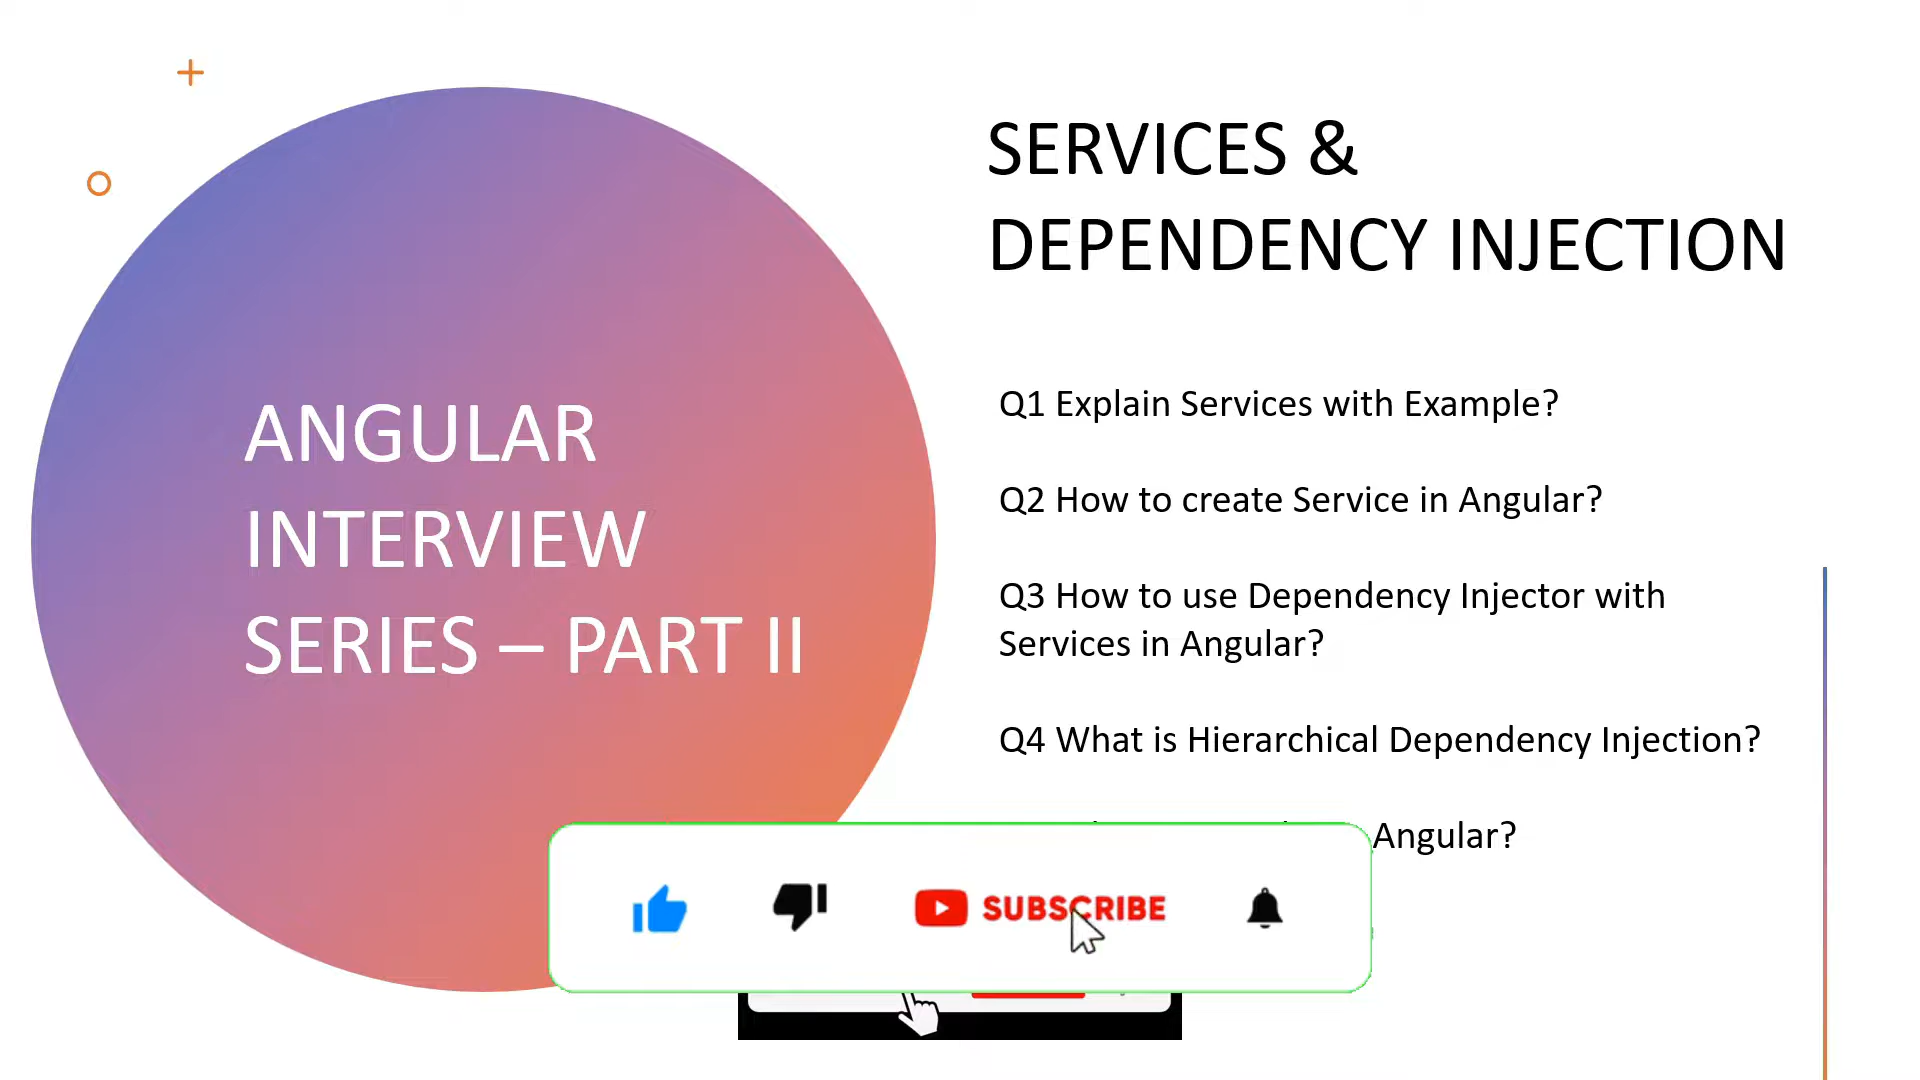 ANGULAR
INTERVIEW
SERIES – PART II
SERVICES &
DEPENDENCY INJECTION
Q1 Explain Services with Example?
Q2 How to create Service in Angular?
Q3 How to use Dependency Injector with
Services in Angular?
Q4 What is Hierarchical Dependency Injection?
Angular?
SUBSCRIBE